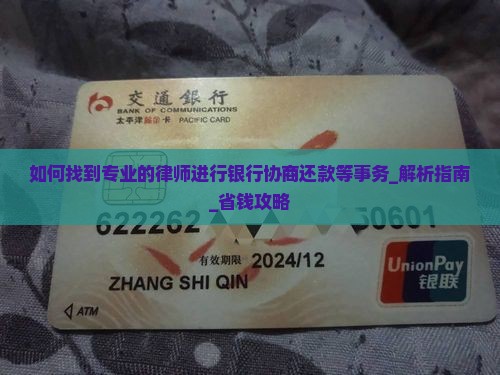 交通銀行
BANK OF COMMUNICATIONS
太平洋 卡 PACIFIC CARD
如何找到专业的律师进行银行协商还款等事务_解析指南
_省钱攻略
622262 60601
有效期限 2024/12
ZHANG SHI QIN
UnionPay
银联
ATM